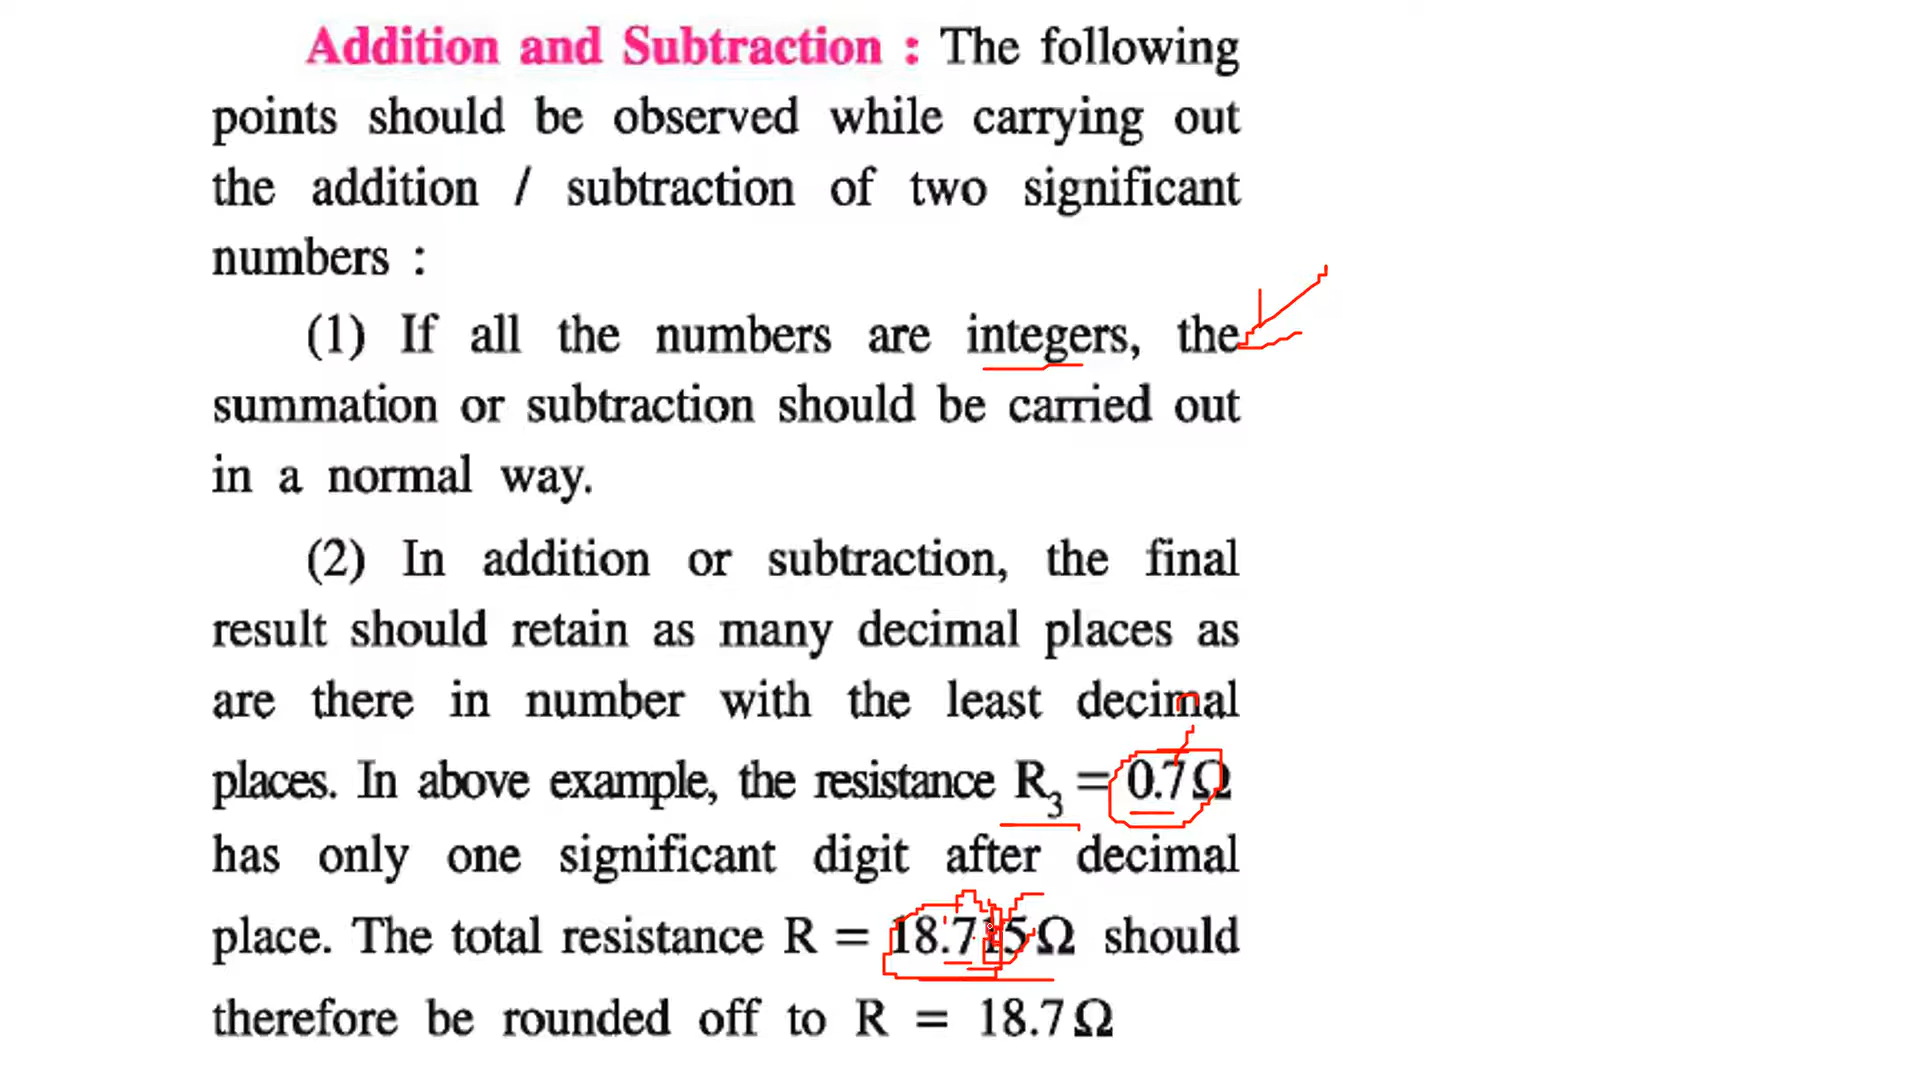 Addition and Subtraction : The following
points should be observed while carrying out
the addition / subtraction of two significant
numbers :
(1) If all the numbers are integers, the
summation or subtraction should be carried out
in a normal way.
(2) In addition or subtraction, the final
result should retain as many decimal places as
are there in number with the least decimal
places. In above example, the resistance R₃ = 0.7Ω
has only one significant digit after decimal
place. The total resistance R = 18.715Ω should
therefore be rounded off to R = 18.7Ω